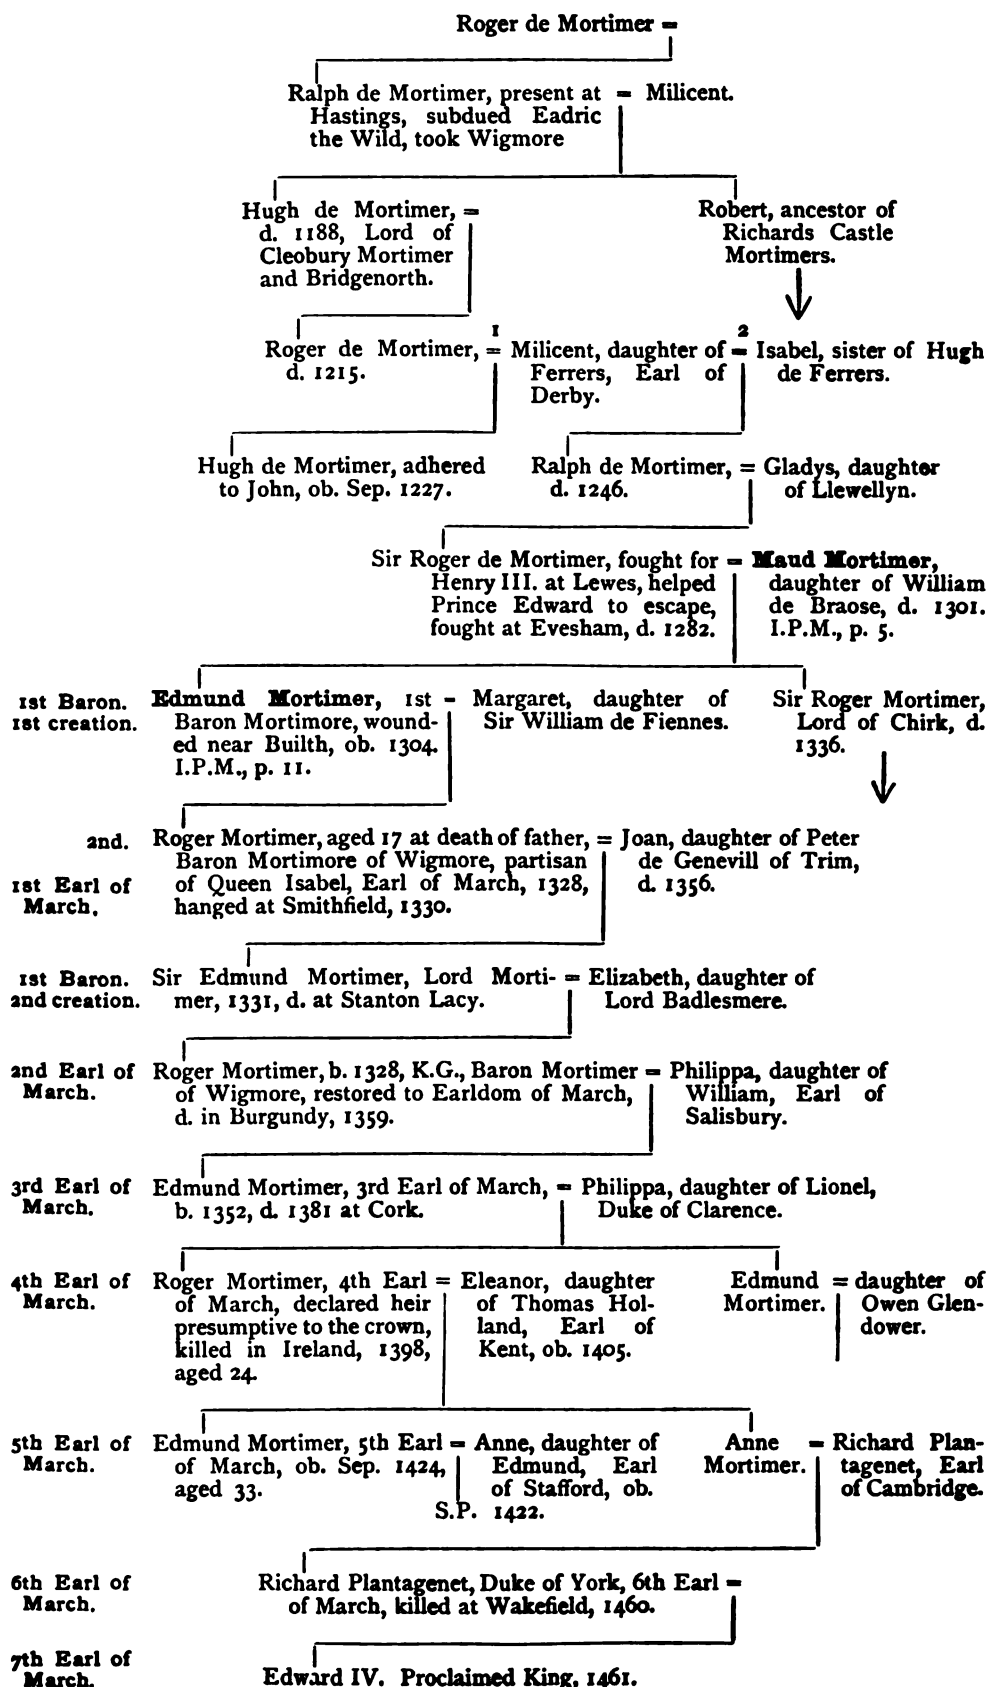 Roger de Mortimer =
Ralph de Mortimer, present at = Milicent.
Hastings, subdued Eadric
the Wild, took Wigmore
Hugh de Mortimer, =
d. 1188, Lord of
Cleobury Mortimer
and Bridgenorth.
Robert, ancestor of
Richards Castle
Mortimers.
1
2
Roger de Mortimer, = Milicent, daughter of = Isabel, sister of Hugh
d. 1215.
Ferrers, Earl of
Derby.
de Ferrers.
Hugh de Mortimer, adhered
to John, ob. Sep. 1227.
Ralph de Mortimer, = Gladys, daughter
d. 1246.
of Llewellyn.
Sir Roger de Mortimer, fought for =
Henry III. at Lewes, helped
Prince Edward to escape,
fought at Evesham, d. 1282.
Maud Mortimer,
daughter of William
de Braose, d. 1301.
I.P.M., p. 5.
1st Baron.
1st creation.
Edmund Mortimer, 1st =
Baron Mortimore, wound-
ed near Builth, ob. 1304.
I.P.M., p. 11.
Margaret, daughter of
Sir William de Fiennes.
Sir Roger Mortimer,
Lord of Chirk, d.
1336.
2nd.
1st Earl of
March.
Roger Mortimer, aged 17 at death of father, =
Baron Mortimore of Wigmore, partisan
of Queen Isabel, Earl of March, 1328,
hanged at Smithfield, 1330.
Joan, daughter of Peter
de Genevill of Trim,
d. 1356.
1st Baron.
2nd creation.
Sir Edmund Mortimer, Lord Morti- =
mer, 1331, d. at Stanton Lacy.
Elizabeth, daughter of
Lord Badlesmere.
2nd Earl of
March.
Roger Mortimer, b. 1328, K.G., Baron Mortimer =
of Wigmore, restored to Earldom of March,
d. in Burgundy, 1359.
Philippa, daughter of
William, Earl of
Salisbury.
3rd Earl of
March.
Edmund Mortimer, 3rd Earl of March, =
b. 1352, d. 1381 at Cork.
Philippa, daughter of Lionel,
Duke of Clarence.
4th Earl of
March.
Roger Mortimer, 4th Earl =
of March, declared heir
presumptive to the crown,
killed in Ireland, 1398,
aged 24.
Eleanor, daughter
of Thomas Hol-
land, Earl of
Kent, ob. 1405.
Edmund =
Mortimer.
daughter of
Owen Glen-
dower.
5th Earl of
March.
Edmund Mortimer, 5th Earl =
of March, ob. Sep. 1424,
aged 33.
Anne, daughter of
Edmund, Earl
of Stafford, ob.
S.P. 1422.
Anne =
Mortimer.
Richard Plan-
tagenet, Earl
of Cambridge.
6th Earl of
March.
Richard Plantagenet, Duke of York, 6th Earl =
of March, killed at Wakefield, 1460.
7th Earl of
March.
Edward IV. Proclaimed King, 1461.